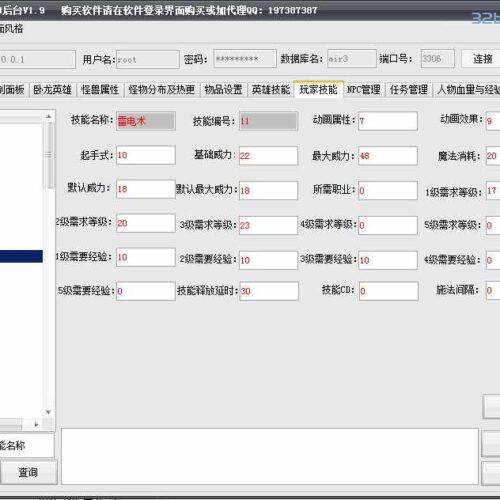 后台V1.9 购买软件请在软件登录界面购买或加代理QQ：197387387
面风格
0.0.1 用户名: root 密码: ********* 数据库名: mir3 端口号: 3306 连接
制面板 卧龙英雄 怪兽属性 怪物分布及热更 物品设置 英雄技能 玩家技能 NPC管理 任务管理 人物血量与经验
技能名称: 雷电术 技能编号: 11 动画属性: 7 动画效果: 9
起手式: 10 基础威力: 22 最大威力: 48 魔法消耗: 20
默认威力: 18 默认最大威力: 18 所需职业: 0 1级需求等级: 17
2级需求等级: 20 3级需求等级: 23 4级需求等级: 0 5级需求等级: 0
1级需要经验: 10 2级需要经验: 10 3级需要经验: 10 4级需要经验: 0
5级需要经验: 0 技能释放延时: 30 技能CD: 0 施法间隔: 0
能名称
查询